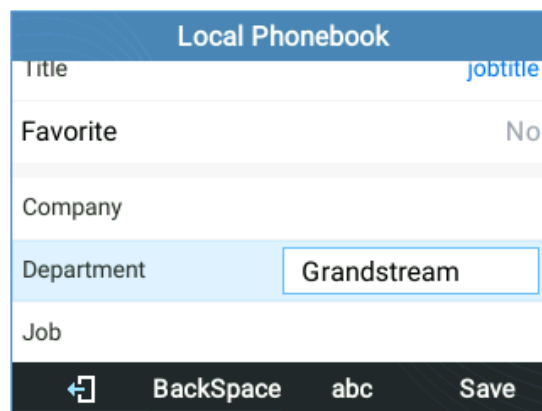 Local Phonebook
Title jobtitle
Favorite No
Company
Department Grandstream
Job
BackSpace abc Save